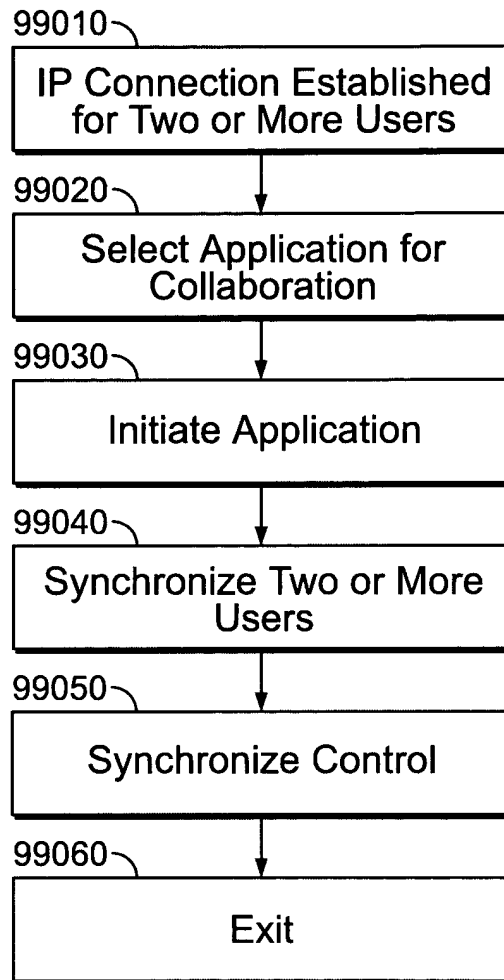 99010
IP Connection Established
for Two or More Users
99020
Select Application for
Collaboration
99030
Initiate Application
99040
Synchronize Two or More
Users
99050
Synchronize Control
99060
Exit